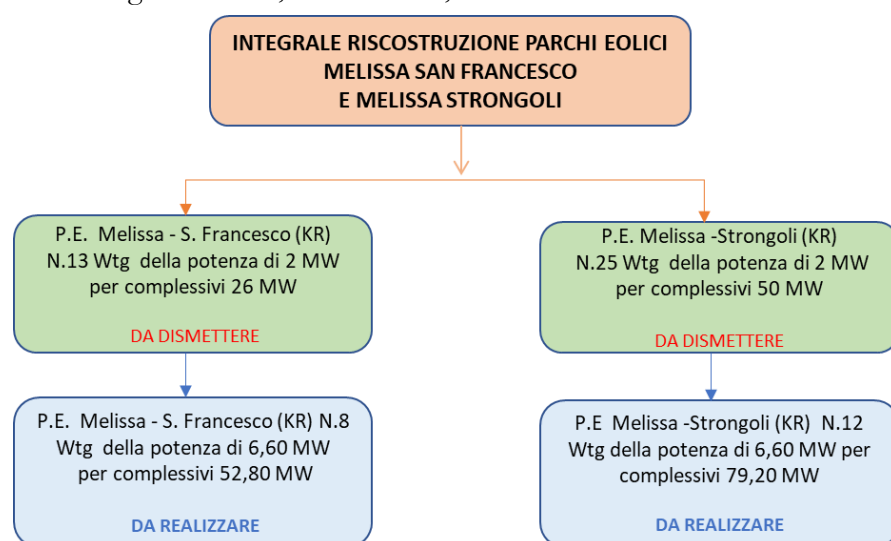 INTEGRALE RISCOSTRUZIONE PARCHI EOLICI
MELISSA SAN FRANCESCO
E MELISSA STRONGOLI
P.E. Melissa - S. Francesco (KR)
N.13 Wtg della potenza di 2 MW
per complessivi 26 MW
DA DISMETTERE
P.E. Melissa -Strongoli (KR)
N.25 Wtg della potenza di 2 MW
per complessivi 50 MW
DA DISMETTERE
P.E. Melissa - S. Francesco (KR) N.8
Wtg della potenza di 6,60 MW
per complessivi 52,80 MW
DA REALIZZARE
P.E Melissa -Strongoli (KR) N.12
Wtg della potenza di 6,60 MW per
complessivi 79,20 MW
DA REALIZZARE